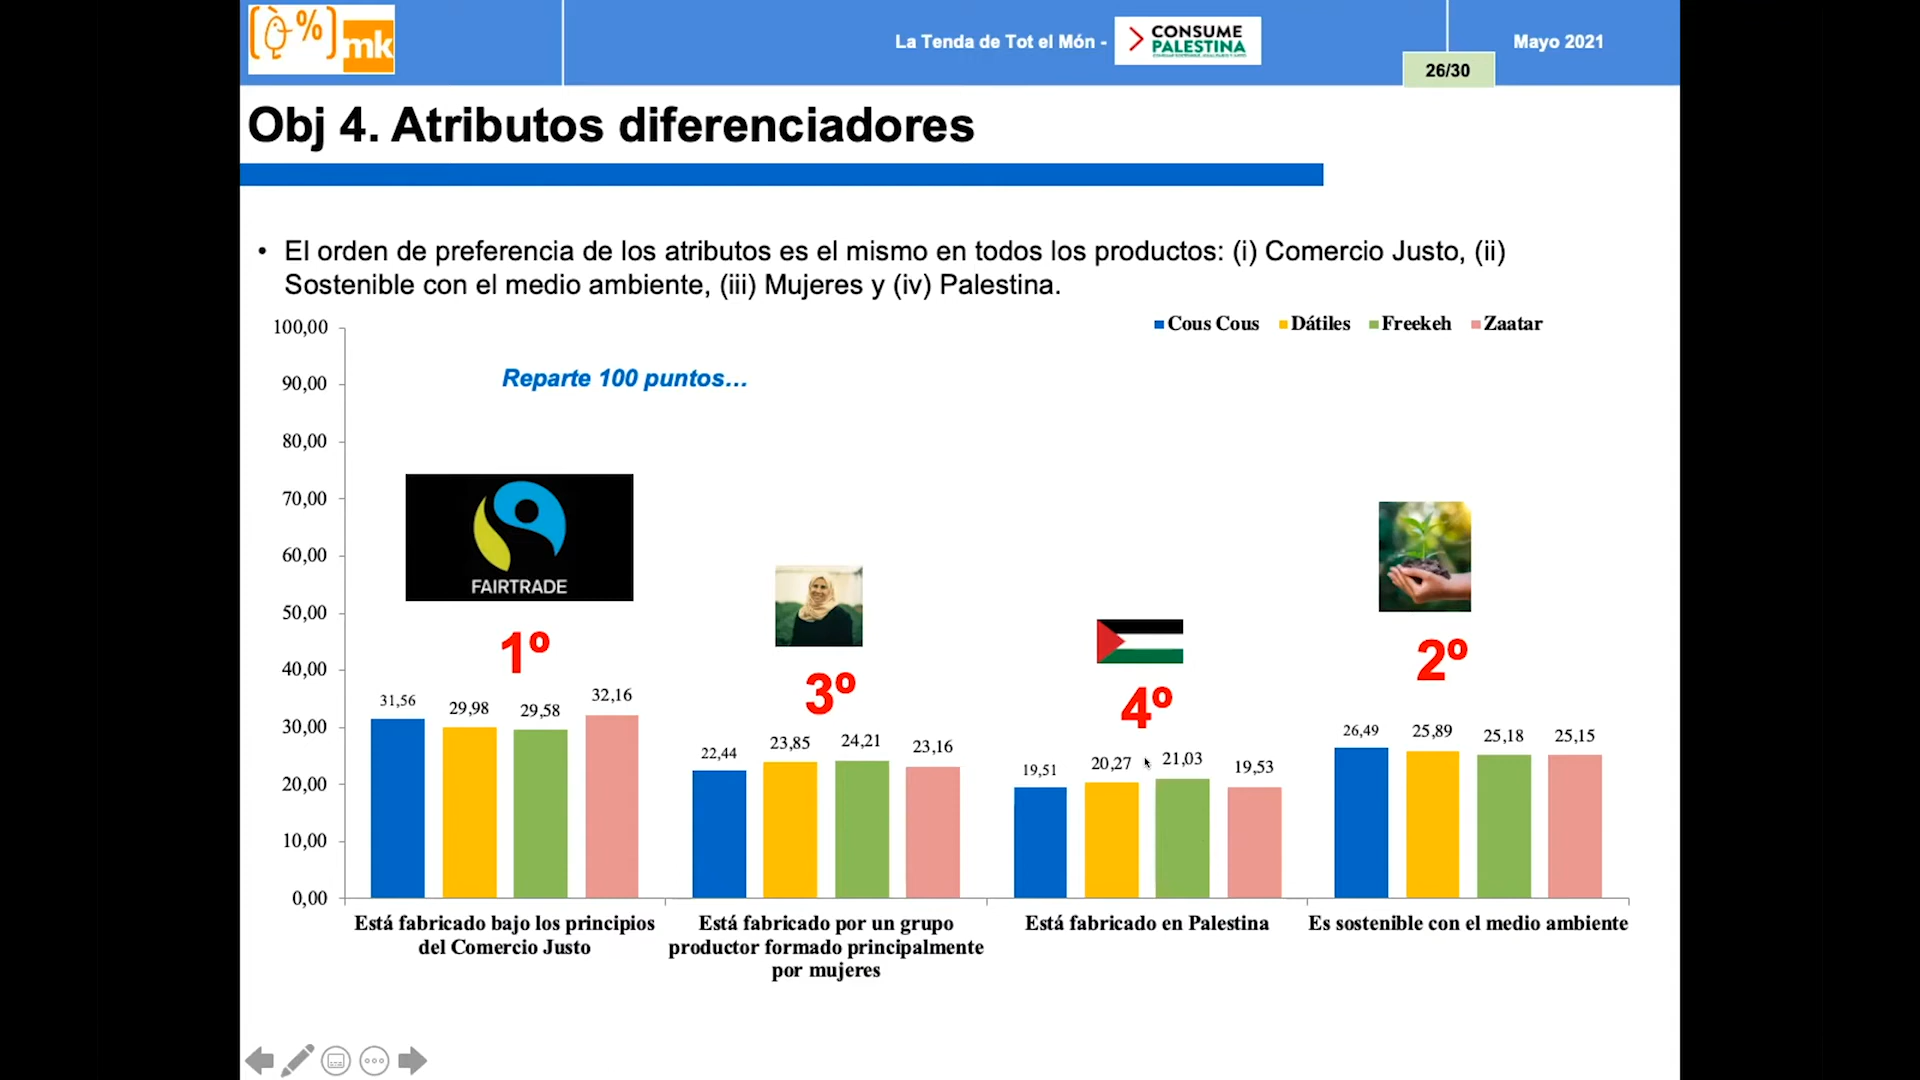 % mk
La Tenda de Tot el Món -
CONSUME
PALESTINA
26/30
Mayo 2021
Obj 4. Atributos diferenciadores
• El orden de preferencia de los atributos es el mismo en todos los productos: (i) Comercio Justo, (ii)
Sostenible con el medio ambiente, (iii) Mujeres y (iv) Palestina.
Cous Cous Dátiles Freekeh Zaatar
Reparte 100 puntos...
100,00
90,00
80,00
70,00
60,00
50,00
40,00
30,00
20,00
10,00
0,00
FAIRTRADE
1º
3º
4º
2º
31,56 29,98 29,58 32,16
22,44 23,85 24,21 23,16
19,51 20,27 21,03 19,53
26,49 25,89 25,18 25,15
Está fabricado bajo los principios
del Comercio Justo
Está fabricado por un grupo
productor formado principalmente
por mujeres
Está fabricado en Palestina
Es sostenible con el medio ambiente